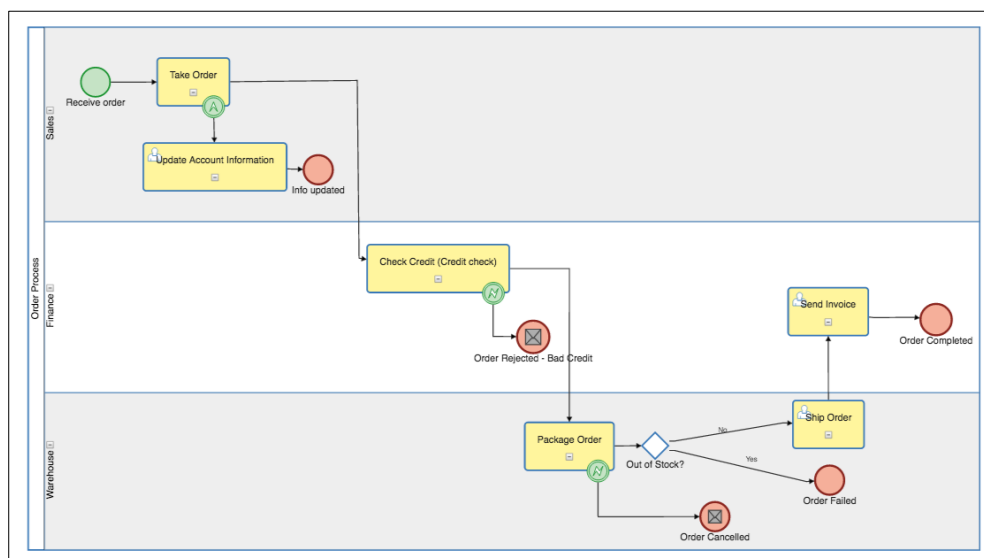 Order Process
Sales
Take Order
Receive order
A
Update Account Information
Info updated
Finance
Check Credit (Credit check)
Order Rejected - Bad Credit
Send Invoice
Order Completed
Warehouse
Package Order
Out of Stock?
No
Yes
Ship Order
Order Failed
Order Cancelled